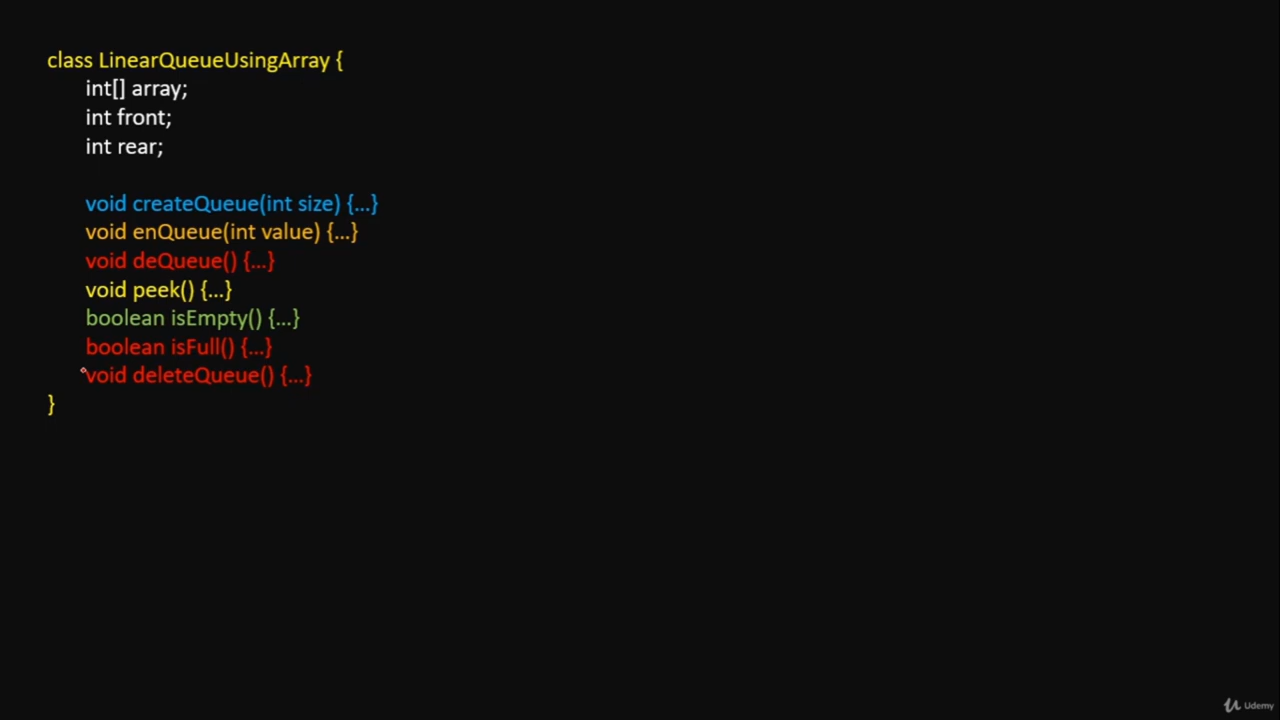 class LinearQueueUsingArray {
int[] array;
int front;
int rear;
void createQueue(int size) {...}
void enQueue(int value) {...}
void deQueue() {...}
void peek() {...}
boolean isEmpty() {...}
boolean isFull() {...}
void deleteQueue() {...}
}
Udemy